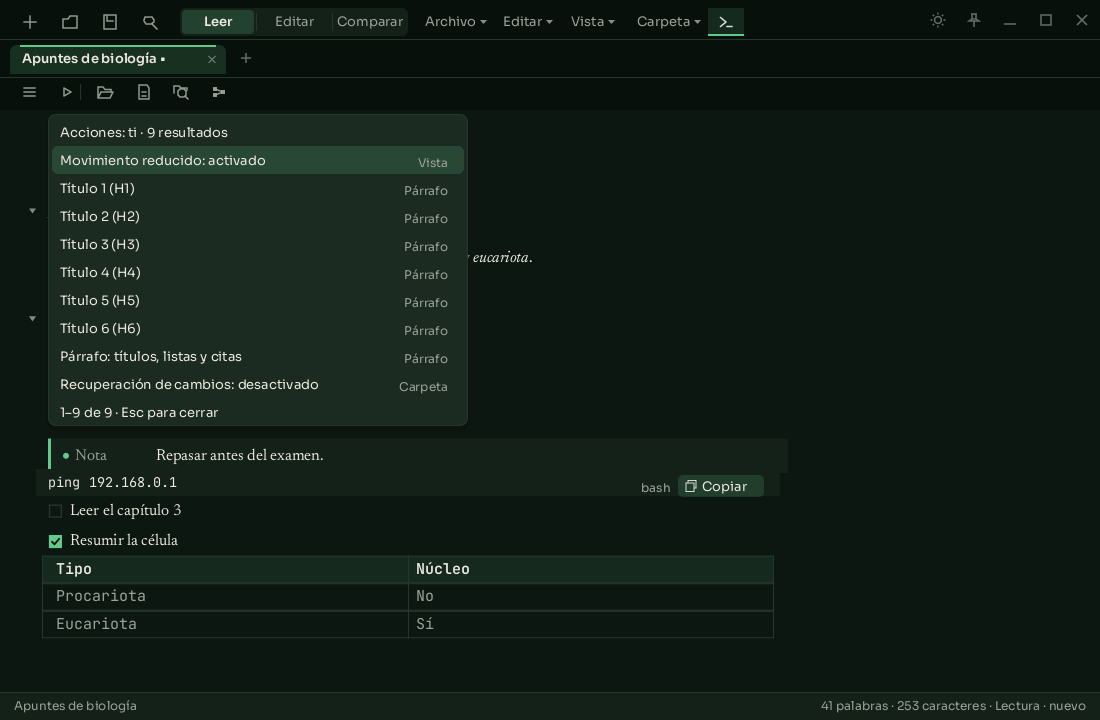 Leer Editar Comparar Archivo Editar Vista Carpeta
Apuntes de biología •
Acciones: ti · 9 resultados
Movimiento reducido: activado Vista
Título 1 (H1) Párrafo
Título 2 (H2) Párrafo
Título 3 (H3) Párrafo
eucariota.
Título 4 (H4) Párrafo
Título 5 (H5) Párrafo
Título 6 (H6) Párrafo
Párrafo: títulos, listas y citas Párrafo
Recuperación de cambios: desactivado Carpeta
1–9 de 9 · Esc para cerrar
• Nota Repasar antes del examen.
ping 192.168.0.1 bash Copiar
Leer el capítulo 3
Resumir la célula
Tipo Núcleo
Procariota No
Eucariota Sí
Apuntes de biología 41 palabras · 253 caracteres · Lectura · nuevo